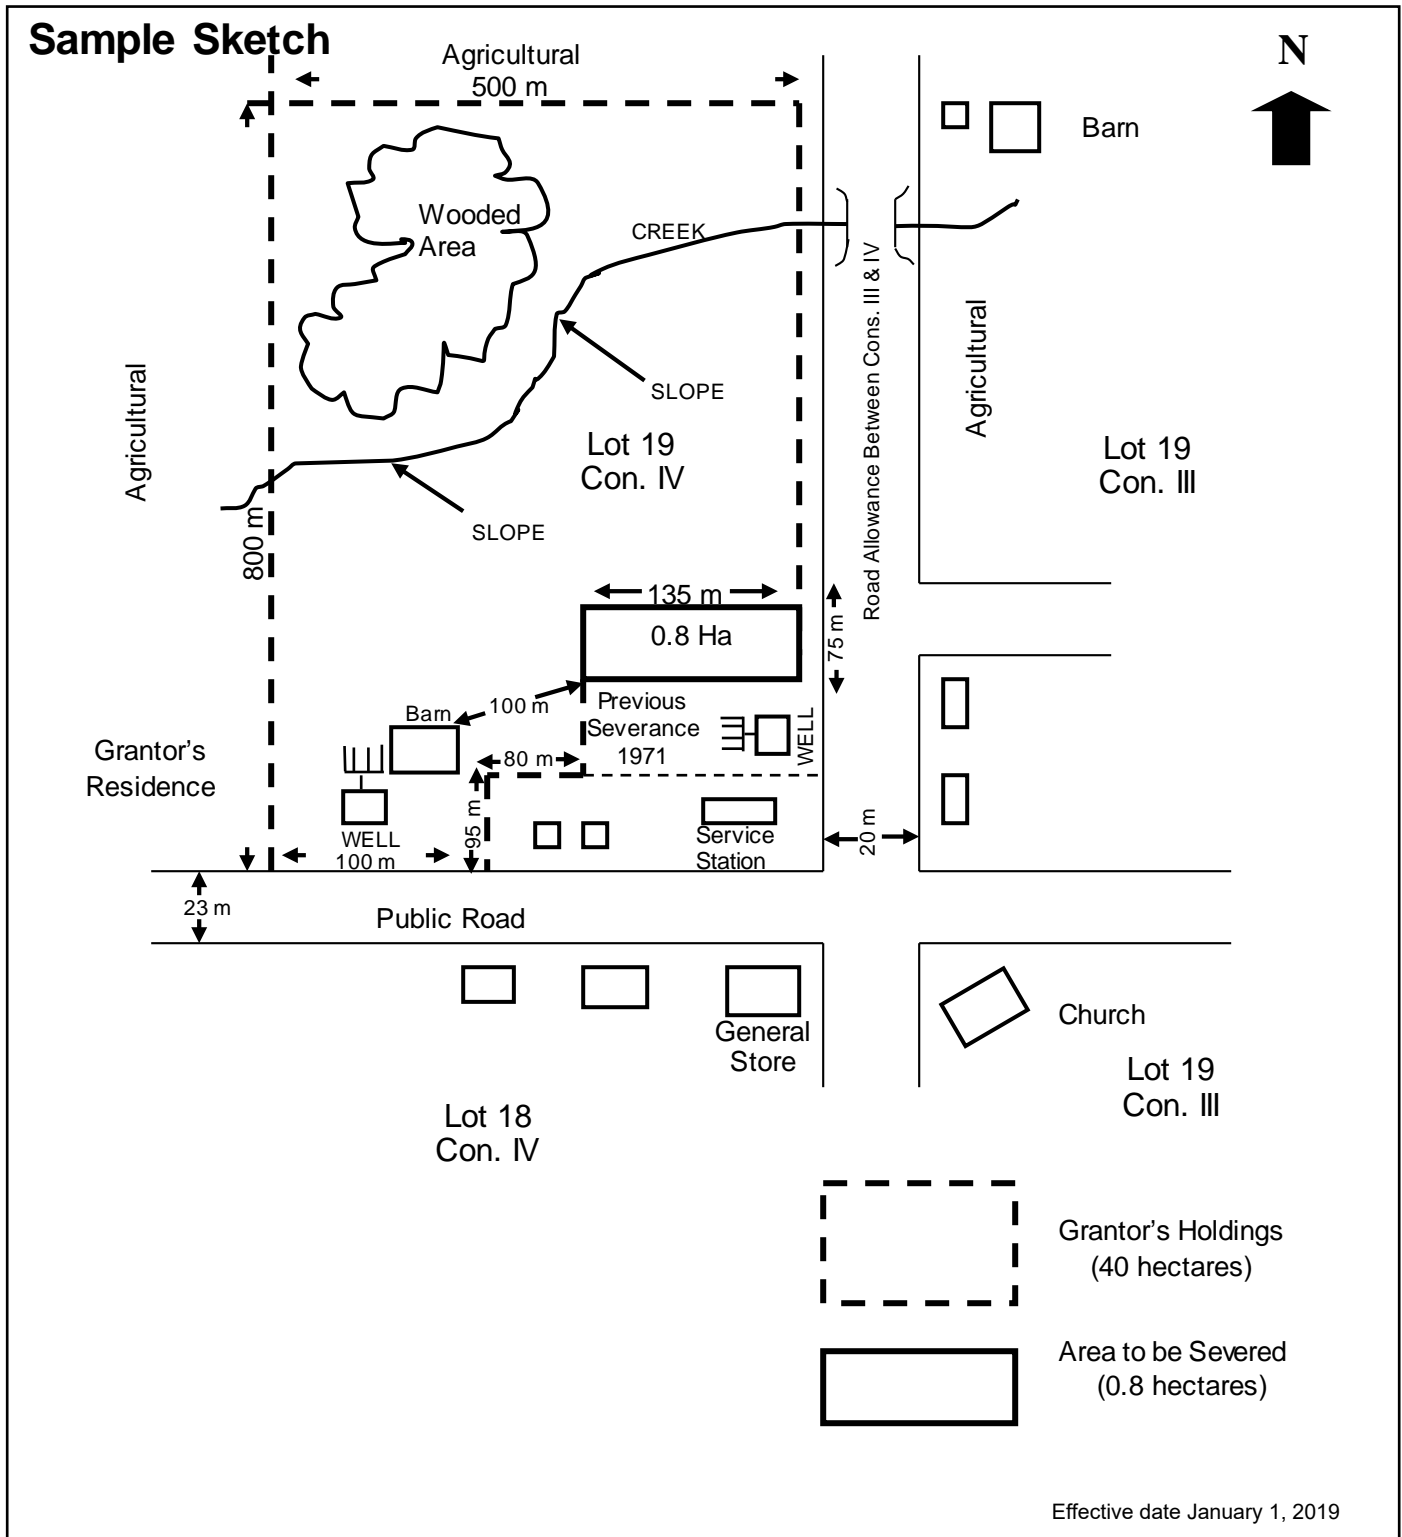 Sample Sketch
Agricultural
500 m
N
Barn
Wooded
Area
CREEK
Road Allowance Between Cons. III & IV
Agricultural
Agricultural
SLOPE
Lot 19
Con. IV
Lot 19
Con. III
SLOPE
800 m
135 m
0.8 Ha
75 m
100 m
Previous
Severance
1971
WELL
Barn
Grantor's
Residence
80 m
95 m
WELL
100 m
Service
Station
20 m
23 m
Public Road
General
Store
Church
Lot 19
Con. III
Lot 18
Con. IV
Grantor's Holdings
(40 hectares)
Area to be Severed
(0.8 hectares)
Effective date January 1, 2019